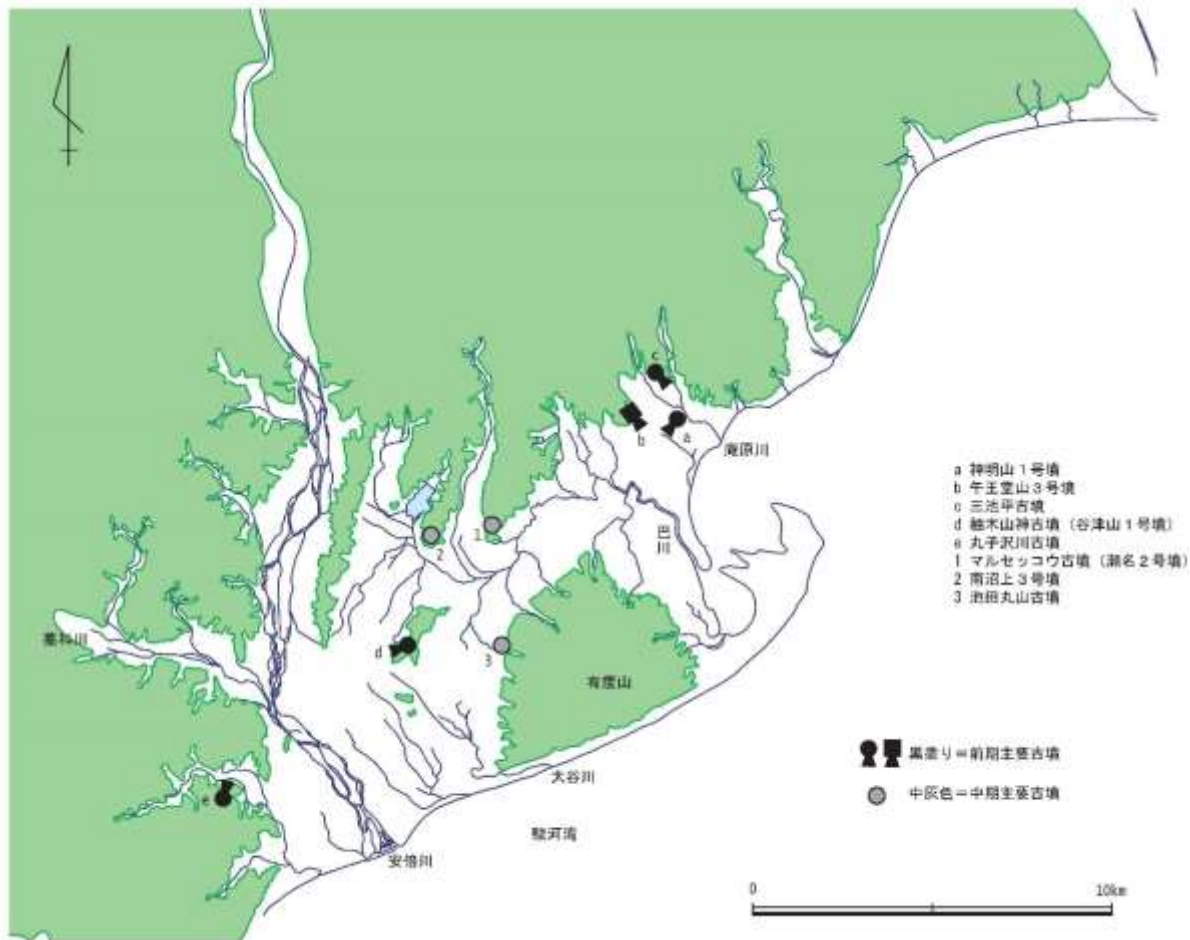 c
b
a
庵原川
a 神明山１号墳
b 午王堂山３号墳
c 三池平古墳
d 柚木山神古墳（谷津山１号墳）
e 丸子沢川古墳
1 マルセッコウ古墳（瀬名２号墳）
2 南沼上３号墳
3 池田丸山古墳
1
2
巴川
藁科川
d
3
有度山
黒塗り＝前期主要古墳
大谷川
e
中灰色＝中期主要古墳
駿河湾
安倍川
0
10km